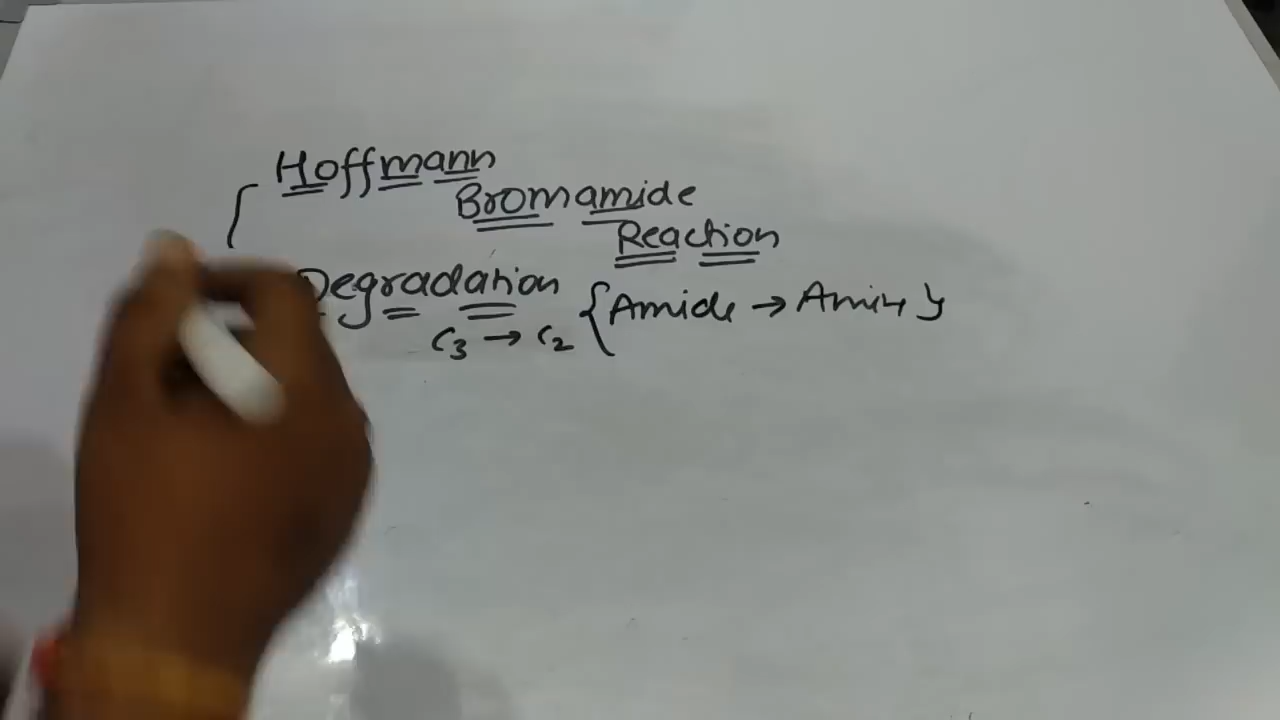 Hoffmann
Bromamide
Reaction
Degradation
{Amide → Amine}
C3 → C2